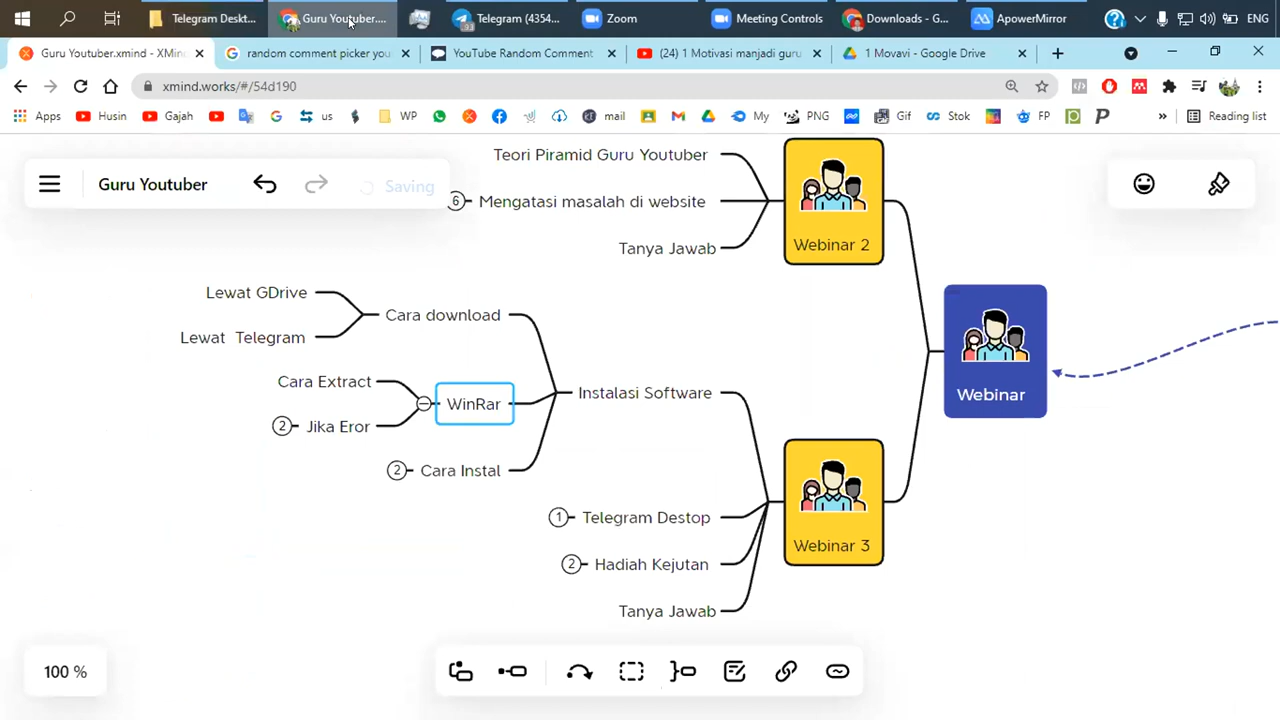 Telegram Deskt...
Guru Youtuber....
Telegram (4354...
93
Zoom
Meeting Controls
Downloads - G...
ApowerMirror
ENG
Guru Youtuber.xmind - XMin
random comment picker you
YouTube Random Comment
(24) 1 Motivasi manjadi guru
1 Movavi - Google Drive
xmind.works/#/54d190
Apps
Husin
Gajah
us
WP
mail
My
PNG
Gif
Stok
FP
Reading list
Guru Youtuber
Saving
Teori Piramid Guru Youtuber
6
Mengatasi masalah di website
Tanya Jawab
Webinar 2
Lewat GDrive
Lewat Telegram
Cara download
Cara Extract
2
Jika Eror
WinRar
2
Cara Instal
Instalasi Software
1
Telegram Destop
2
Hadiah Kejutan
Tanya Jawab
Webinar 3
Webinar
100 %